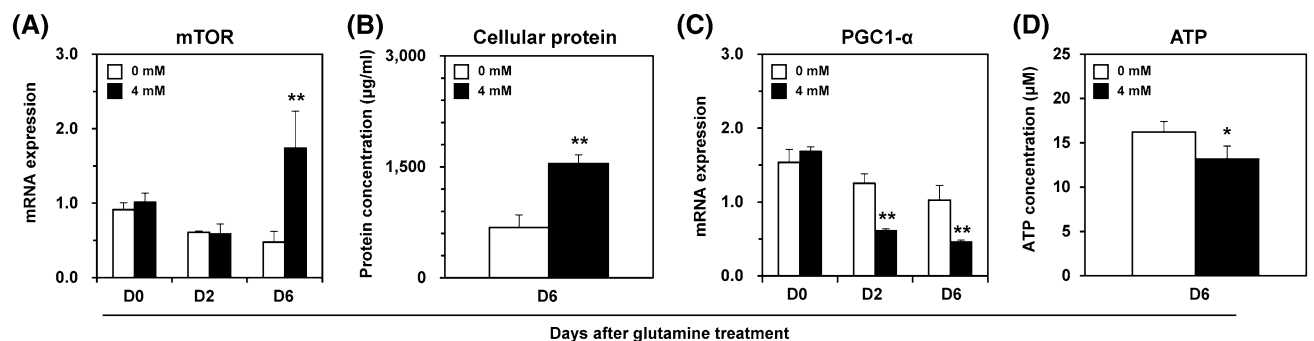 (A)
mTOR
mRNA expression
3.0
2.0
1.0
0.0
0 mM
4 mM
**
D0 D2 D6
(B)
Cellular protein
Protein concentration (µg/ml)
3,000
1,500
0
0 mM
4 mM
**
D6
(C)
PGC1-α
mRNA expression
3.0
2.0
1.0
0.0
0 mM
4 mM
**
**
D0 D2 D6
(D)
ATP
ATP concentration (µM)
25
20
15
10
5
0
0 mM
4 mM
*
D6
Days after glutamine treatment